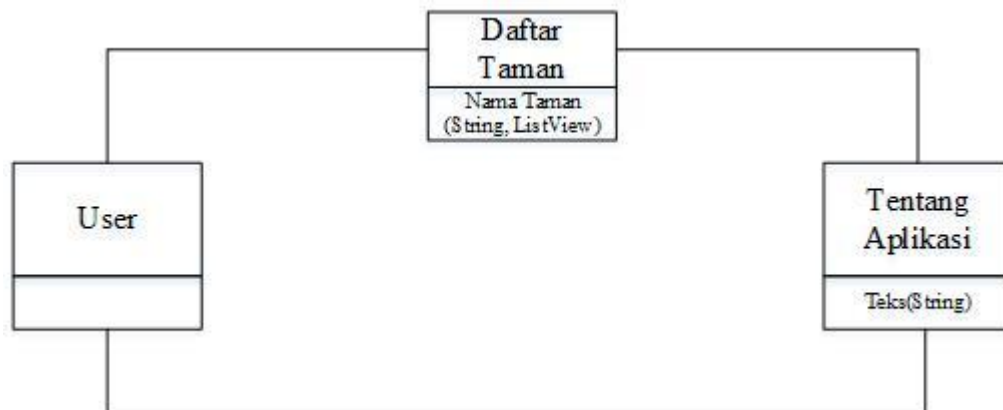 Daftar
Taman
Nama Taman
(String, ListView)
User
Tentang
Aplikasi
Teks(String)